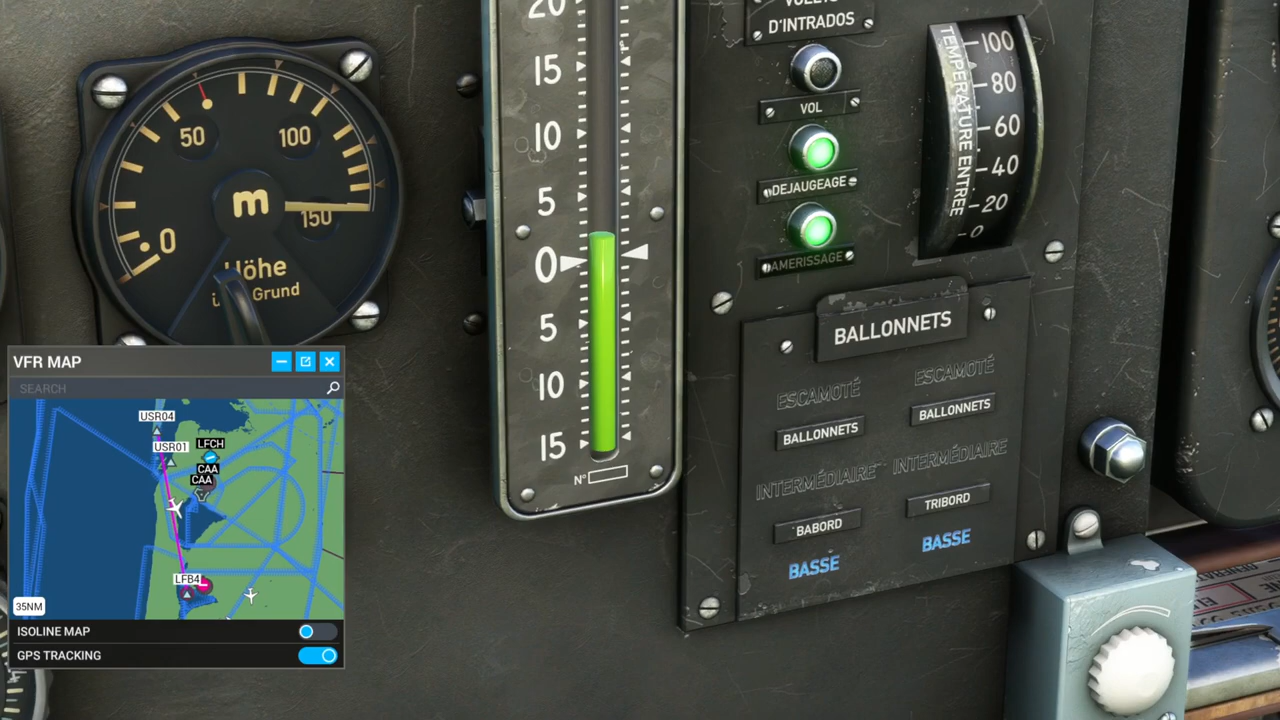 50
100
m
150
0
Höhe
Grund
20
15
10
5
0
5
10
15
N°
VOLETS
D'INTRADOS
VOL
DEJAUGEAGE
AMERISSAGE
TEMPERATURE ENTREE
100
80
60
40
20
0
BALLONNETS
ESCAMOTÉ
ESCAMOTÉ
BALLONNETS
BALLONNETS
INTERMÉDIAIRE
INTERMÉDIAIRE
BABORD
TRIBORD
BASSE
BASSE
VFR MAP
SEARCH
USR04
USR01
LFCH
CAA
CAA
LFB4
35NM
ISOLINE MAP
GPS TRACKING